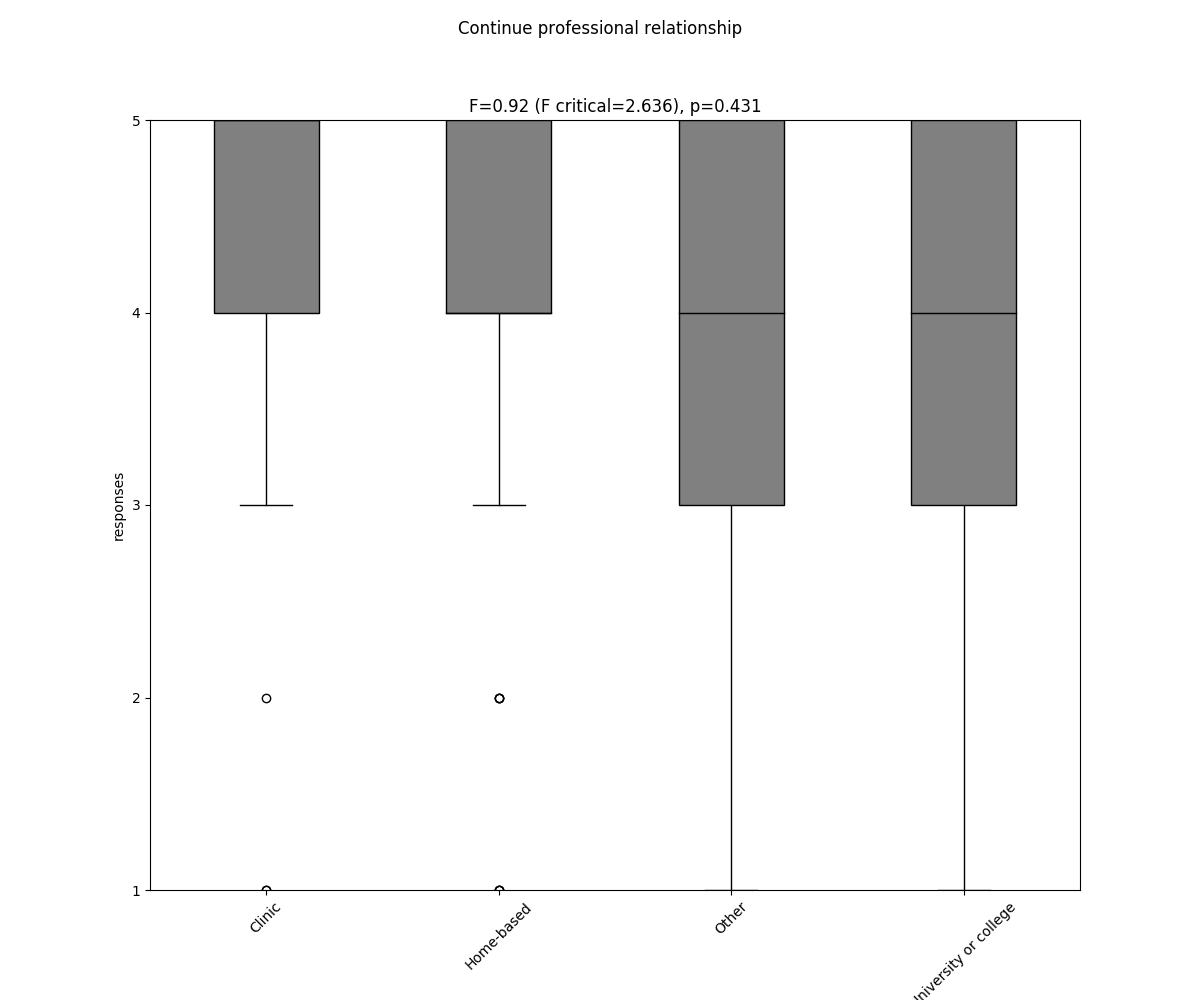 Continue professional relationship
F=0.92 (F critical=2.636), p=0.431
5
4
3
2
1
responses
Clinic
Home-based
Other
or college